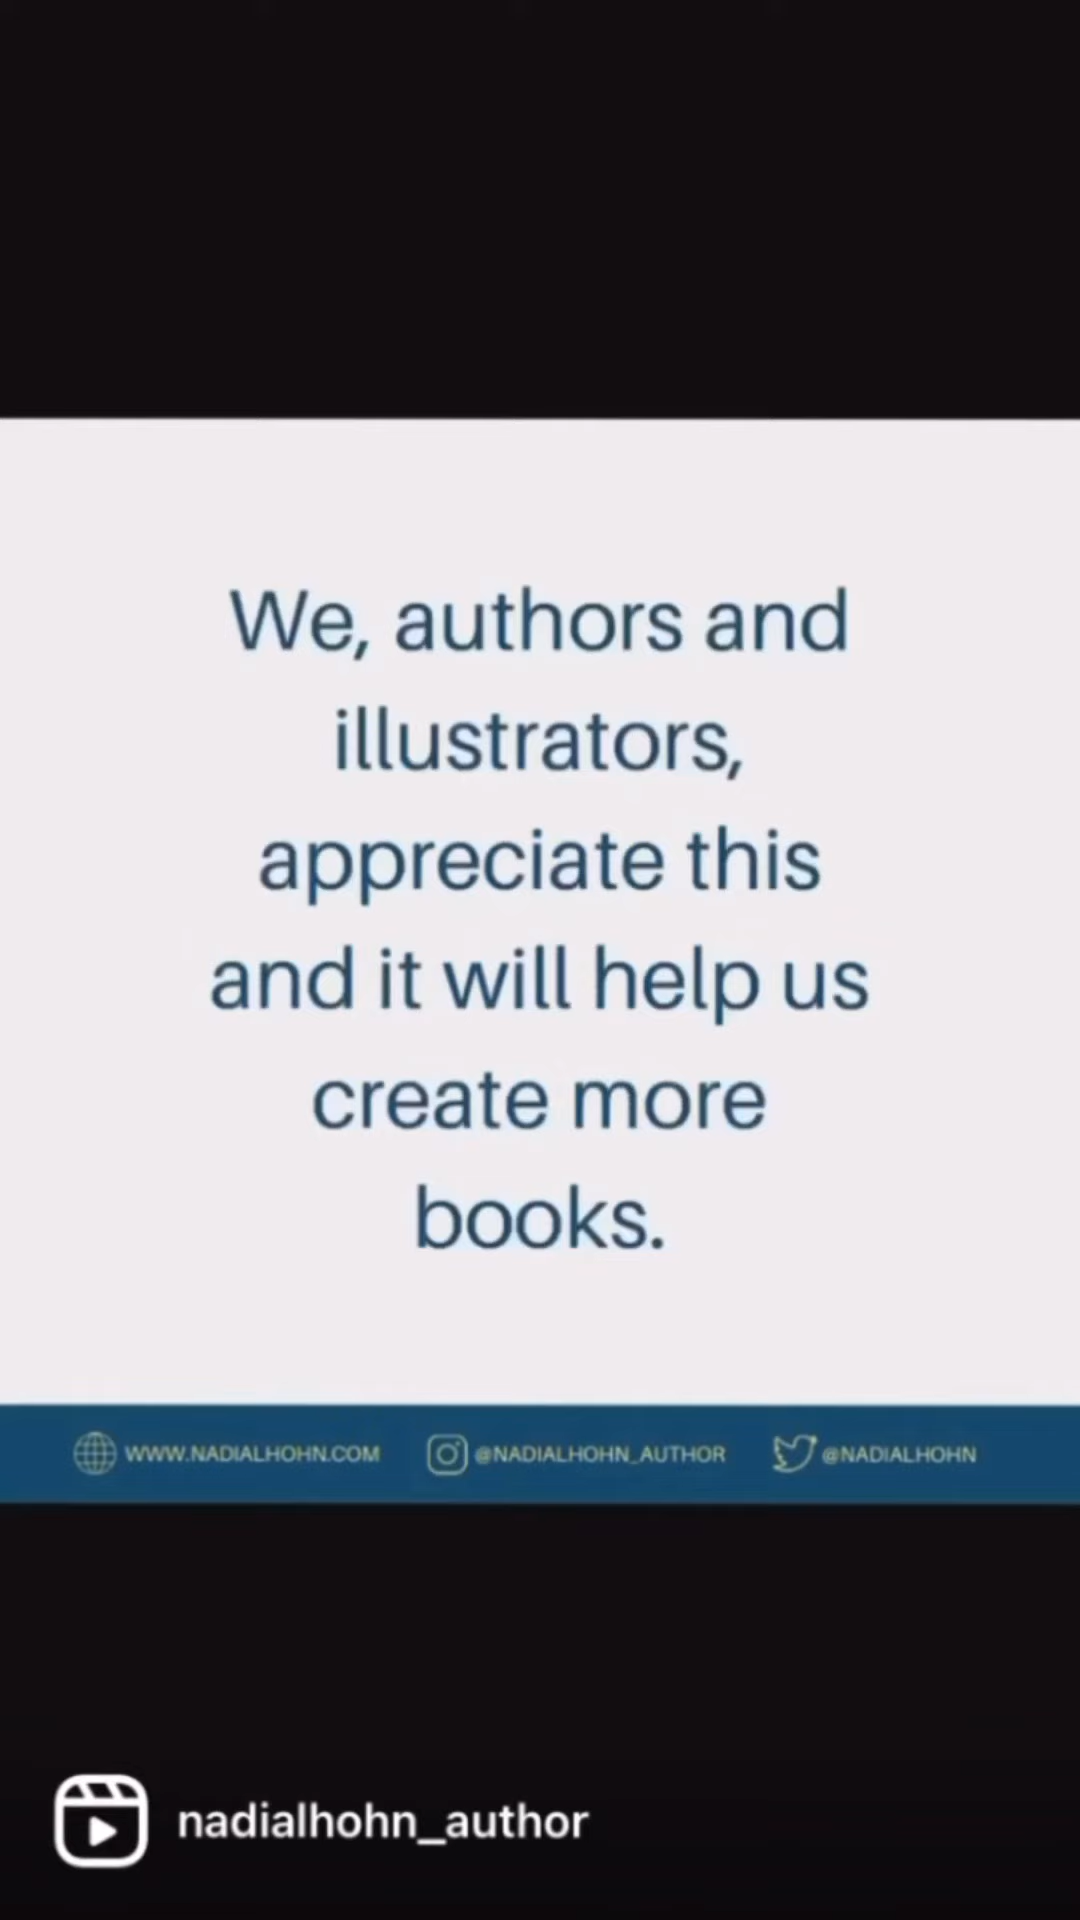 We, authors and
illustrators,
appreciate this
and it will help us
create more
books.
WWW.NADIALHOHN.COM @NADIALHOHN_AUTHOR @NADIALHOHN
nadialhohn_author